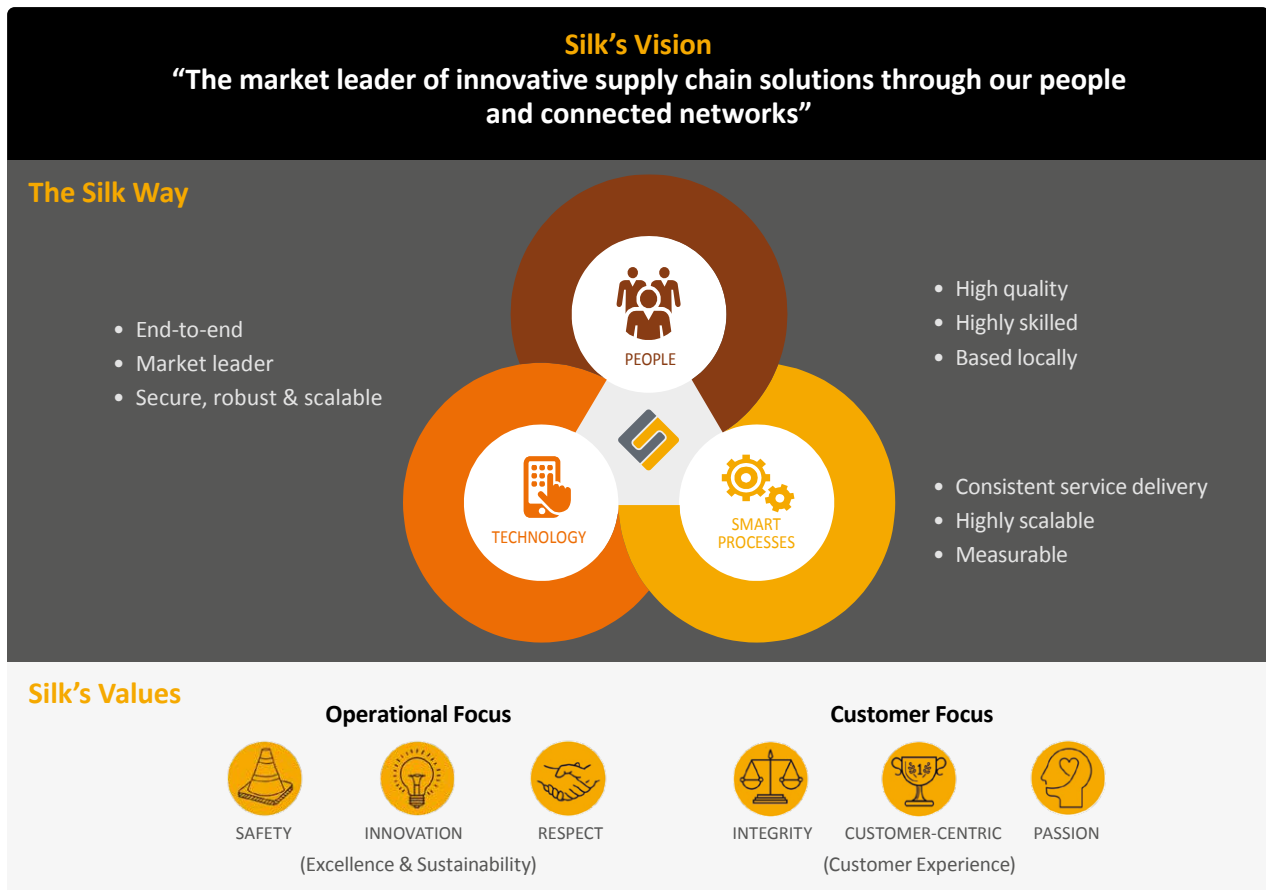 Silk’s Vision
“The market leader of innovative supply chain solutions through our people
and connected networks”
The Silk Way
• End-to-end
• Market leader
• Secure, robust & scalable
PEOPLE
• High quality
• Highly skilled
• Based locally
TECHNOLOGY
SMART
PROCESSES
• Consistent service delivery
• Highly scalable
• Measurable
Silk’s Values
Operational Focus
SAFETY
INNOVATION
RESPECT
(Excellence & Sustainability)
Customer Focus
INTEGRITY
1
CUSTOMER-CENTRIC
PASSION
(Customer Experience)